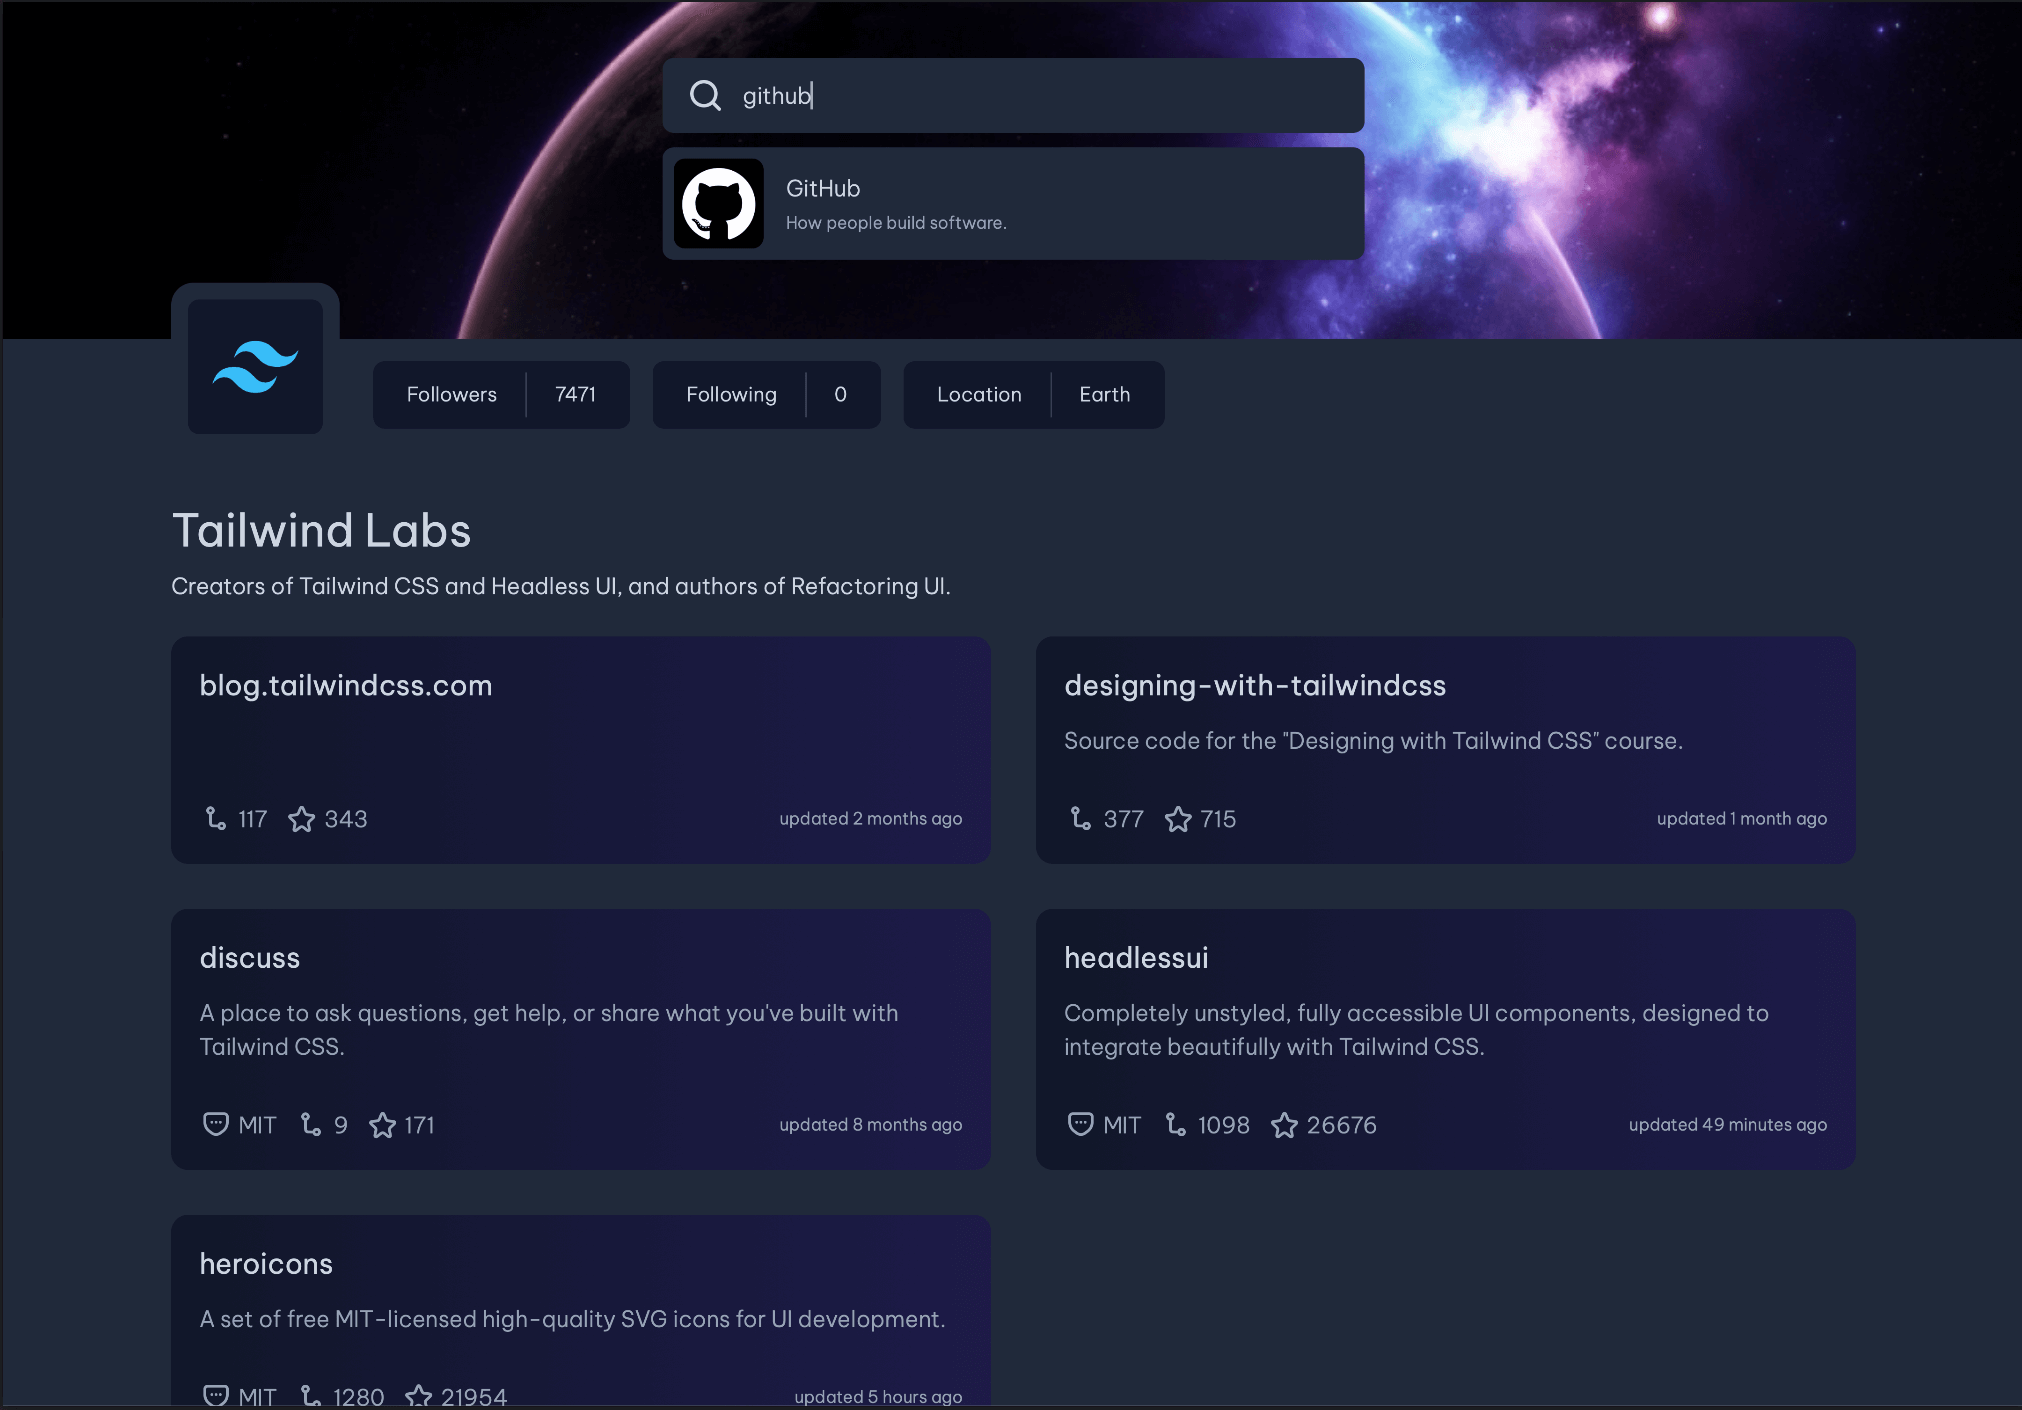 github
GitHub
How people build software.
Followers 7471
Following 0
Location Earth
Tailwind Labs
Creators of Tailwind CSS and Headless UI, and authors of Refactoring UI.
blog.tailwindcss.com
117 343 updated 2 months ago
designing-with-tailwindcss
Source code for the "Designing with Tailwind CSS" course.
377 715 updated 1 month ago
discuss
A place to ask questions, get help, or share what you've built with
Tailwind CSS.
MIT 9 171 updated 8 months ago
headlessui
Completely unstyled, fully accessible UI components, designed to
integrate beautifully with Tailwind CSS.
MIT 1098 26676 updated 49 minutes ago
heroicons
A set of free MIT-licensed high-quality SVG icons for UI development.
MIT 1280 21954 updated 5 hours ago